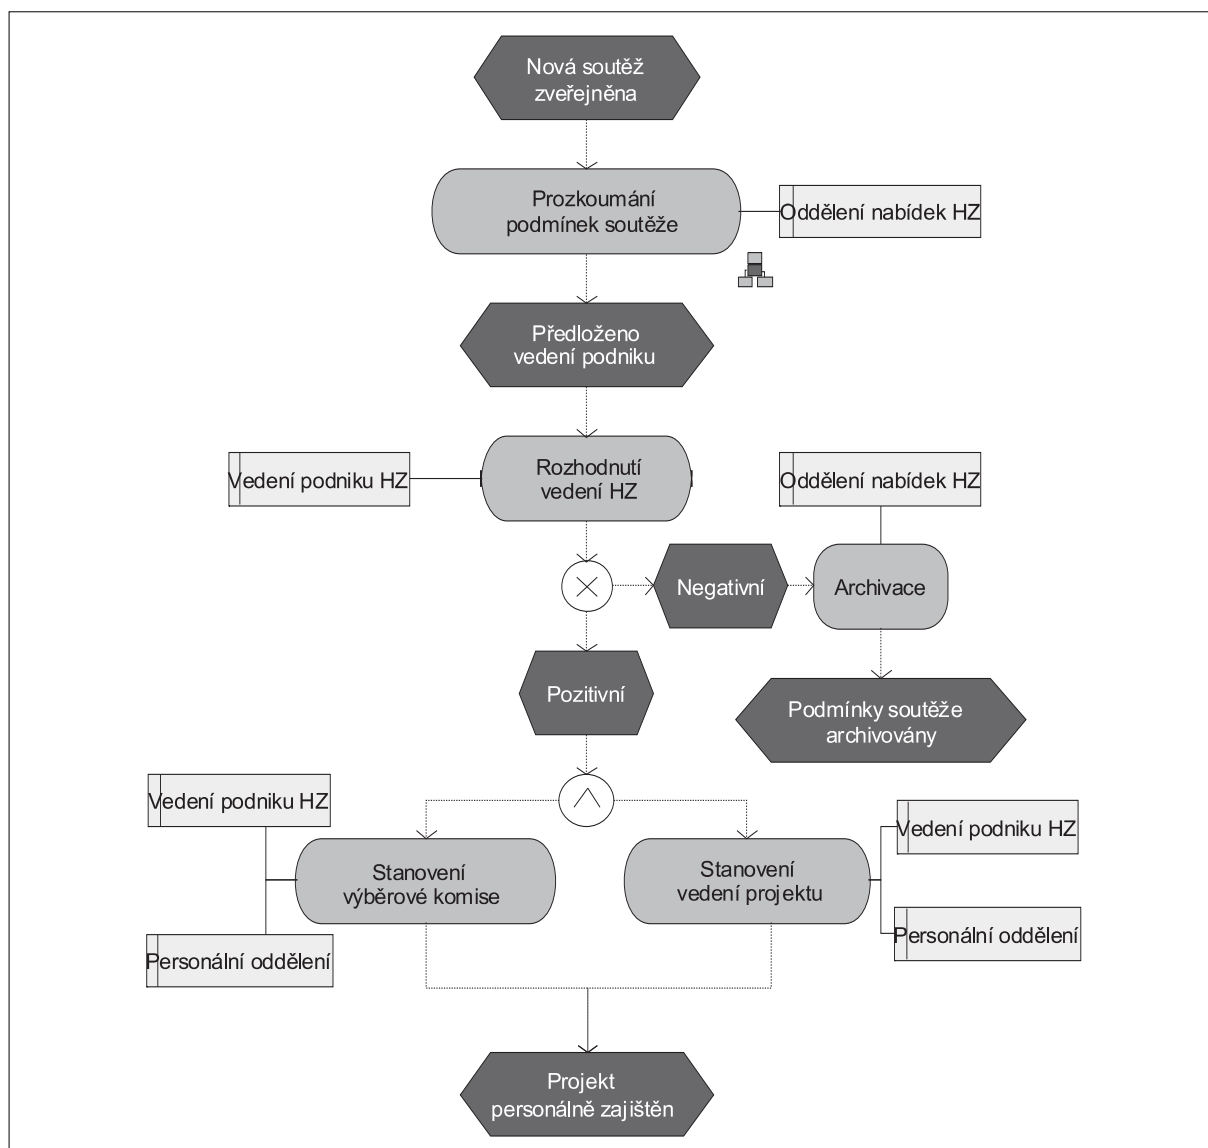 Nová soutěž
zveřejněna
Prozkoumání
podmínek soutěže
Oddělení nabídek HZ
Předloženo
vedení podniku
Vedení podniku HZ
Rozhodnutí
vedení HZ
Oddělení nabídek HZ
Negativní
Archivace
Pozitivní
Podmínky soutěže
archivovány
Vedení podniku HZ
Stanovení
výběrové komise
Personální oddělení
Stanovení
vedení projektu
Vedení podniku HZ
Personální oddělení
Projekt
personálně zajištěn